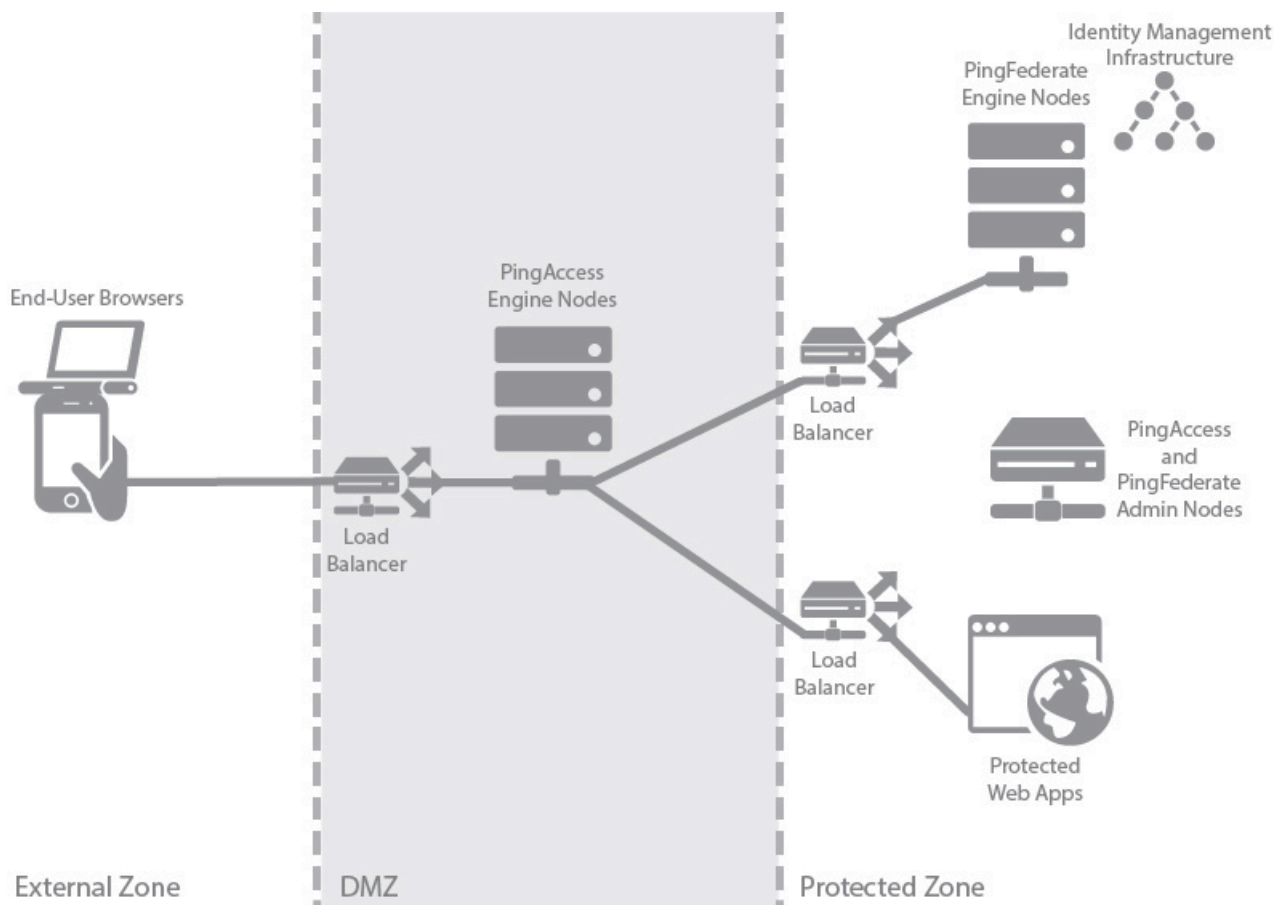 Identity Management
Infrastructure
PingFederate
Engine Nodes
PingAccess
Engine Nodes
End-User Browsers
Load
Balancer
PingAccess
and
PingFederate
Admin Nodes
Load
Balancer
Load
Balancer
Protected
Web Apps
External Zone
DMZ
Protected Zone